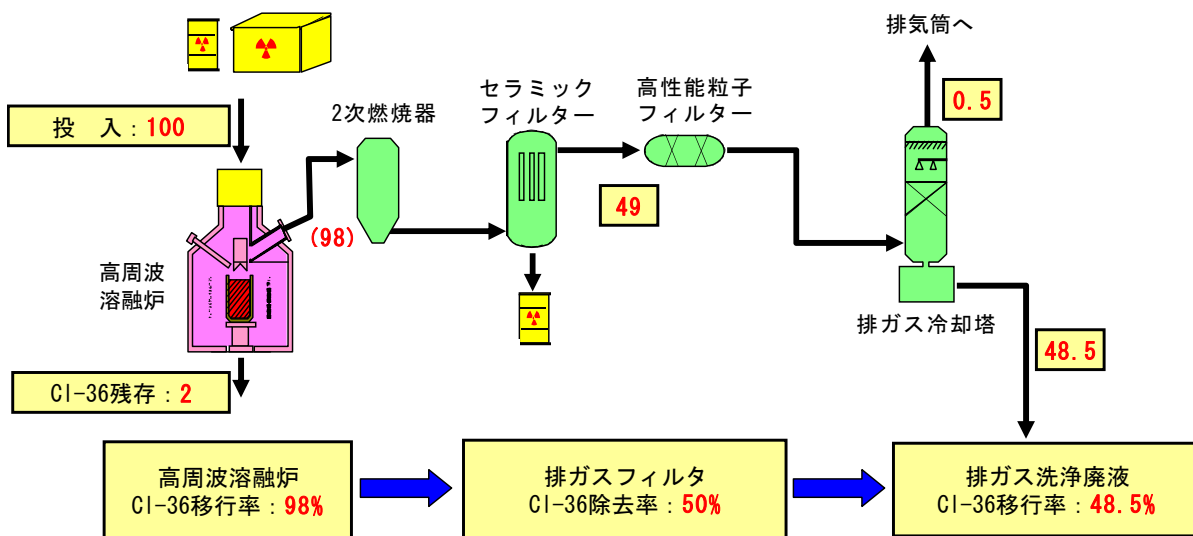 排気筒へ
0.5
セラミック
フィルター
高性能粒子
フィルター
2次燃焼器
投 入：100
49
(98)
高周波
溶融炉
排ガス冷却塔
48.5
Cl-36残存：2
高周波溶融炉
Cl-36移行率：98%
排ガスフィルタ
Cl-36除去率：50%
排ガス洗浄廃液
Cl-36移行率：48.5%